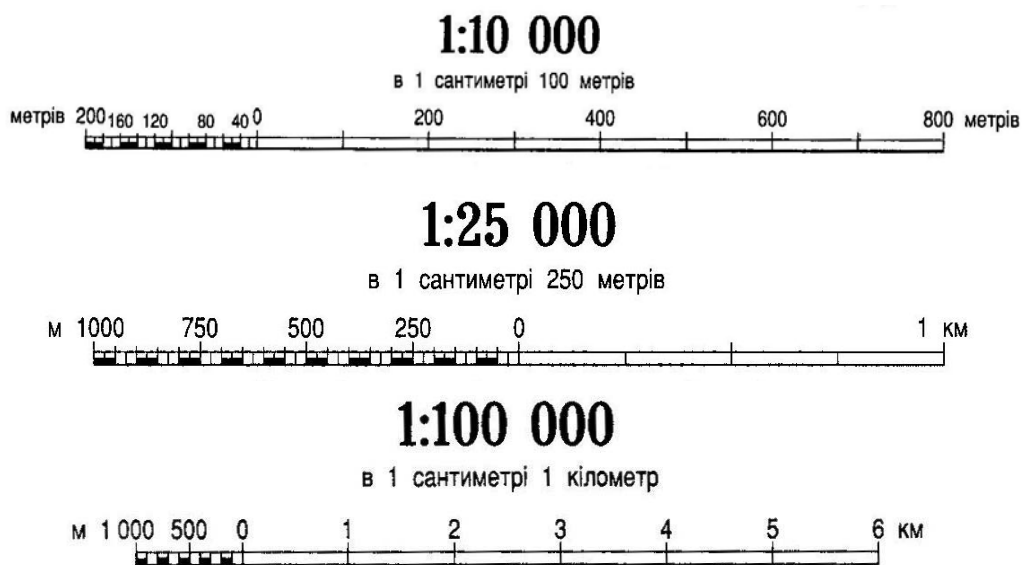 1:10 000
в 1 сантиметрі 100 метрів
метрів 200 160 120 80 40 0 200 400 600 800 метрів
1:25 000
в 1 сантиметрі 250 метрів
м 1000 750 500 250 0 1 км
1:100 000
в 1 сантиметрі 1 кілометр
м 1 000 500 0 1 2 3 4 5 6 км